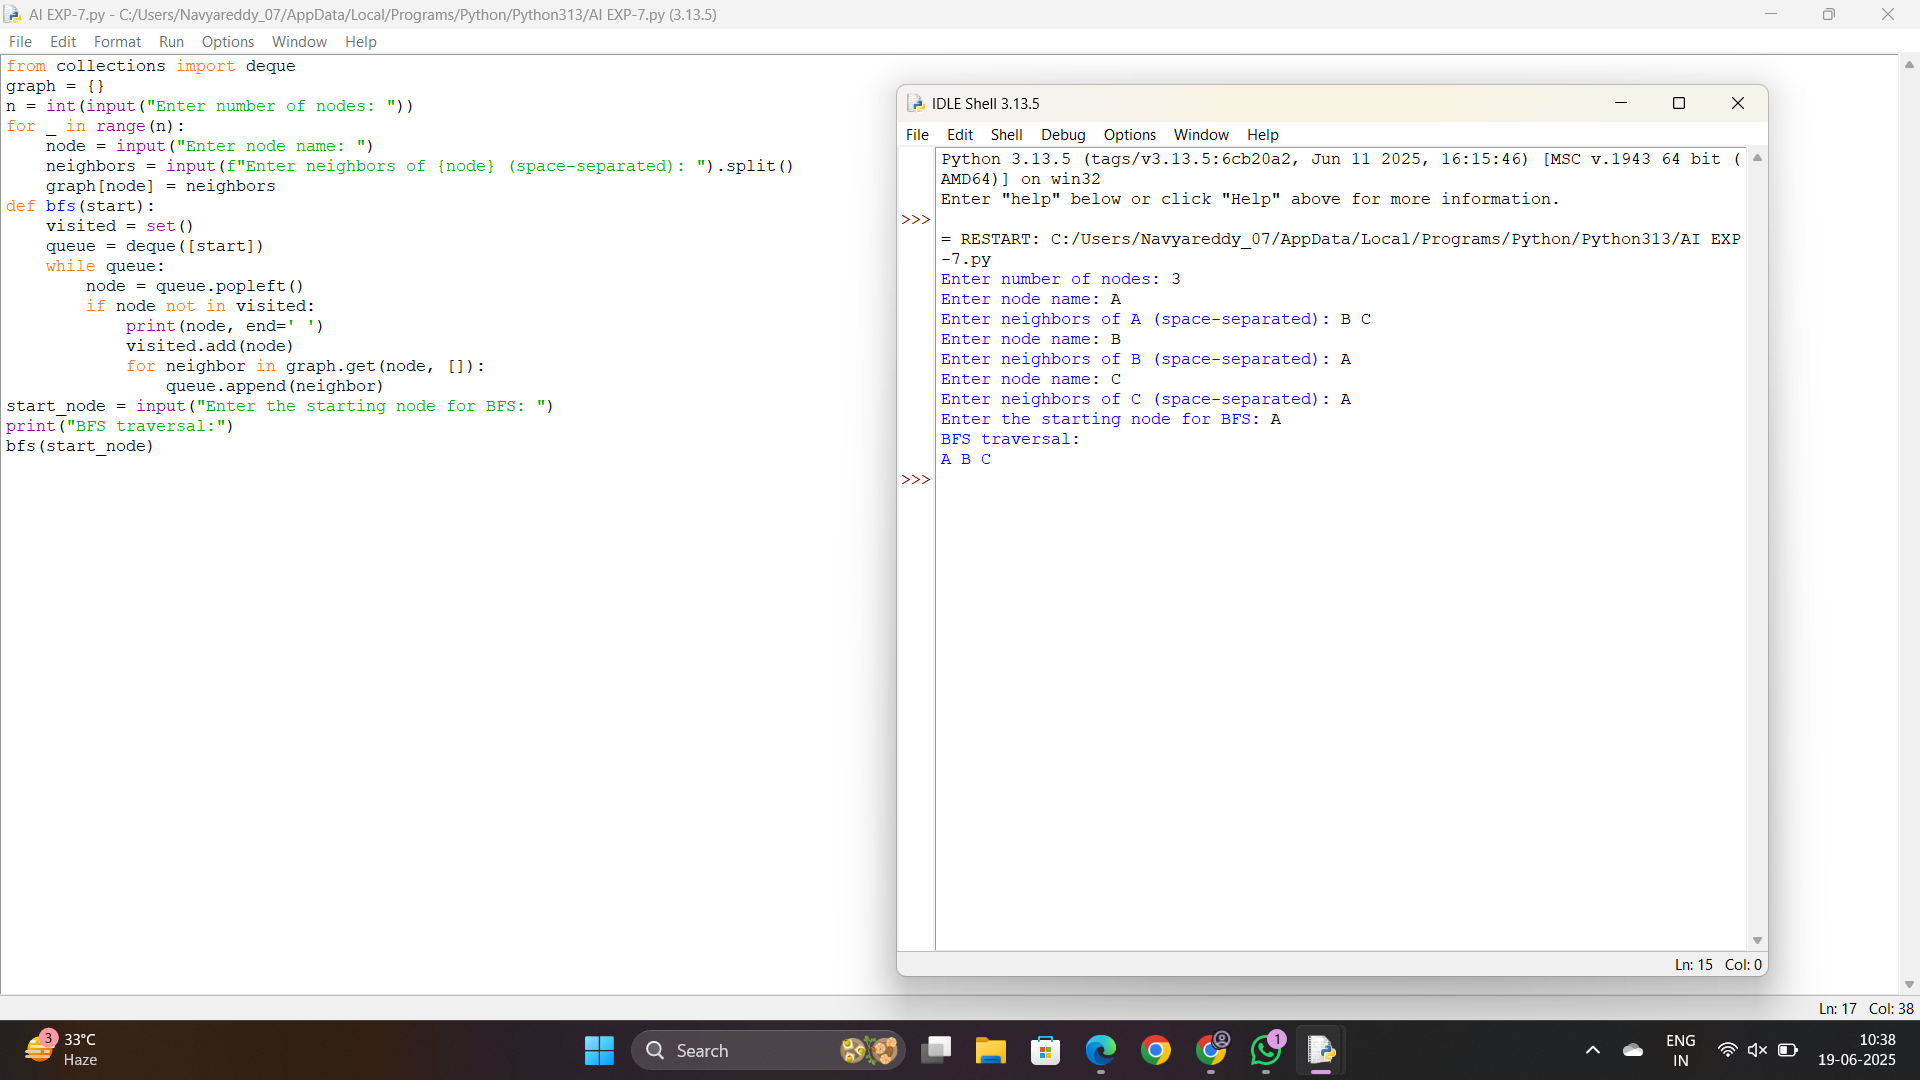 AI EXP-7.py - C:/Users/Navyareddy_07/AppData/Local/Programs/Python/Python313/AI EXP-7.py (3.13.5)
File Edit Format Run Options Window Help
from collections import deque
graph = {}
n = int(input("Enter number of nodes: "))
for _ in range(n):
    node = input("Enter node name: ")
    neighbors = input(f"Enter neighbors of {node} (space-separated): ").split()
    graph[node] = neighbors
def bfs(start):
    visited = set()
    queue = deque([start])
    while queue:
        node = queue.popleft()
        if node not in visited:
            print(node, end=' ')
            visited.add(node)
            for neighbor in graph.get(node, []):
                queue.append(neighbor)
start_node = input("Enter the starting node for BFS: ")
print("BFS traversal:")
bfs(start_node)
IDLE Shell 3.13.5
File Edit Shell Debug Options Window Help
Python 3.13.5 (tags/v3.13.5:6cb20a2, Jun 11 2025, 16:15:46) [MSC v.1943 64 bit (
AMD64)] on win32
Enter "help" below or click "Help" above for more information.
>>>
= RESTART: C:/Users/Navyareddy_07/AppData/Local/Programs/Python/Python313/AI EXP
-7.py
Enter number of nodes: 3
Enter node name: A
Enter neighbors of A (space-separated): B C
Enter node name: B
Enter neighbors of B (space-separated): A
Enter node name: C
Enter neighbors of C (space-separated): A
Enter the starting node for BFS: A
BFS traversal:
A B C
>>>
Ln: 15 Col: 0
Ln: 17 Col: 38
3
33°C
Haze
Search
1
ENG
IN
10:38
19-06-2025